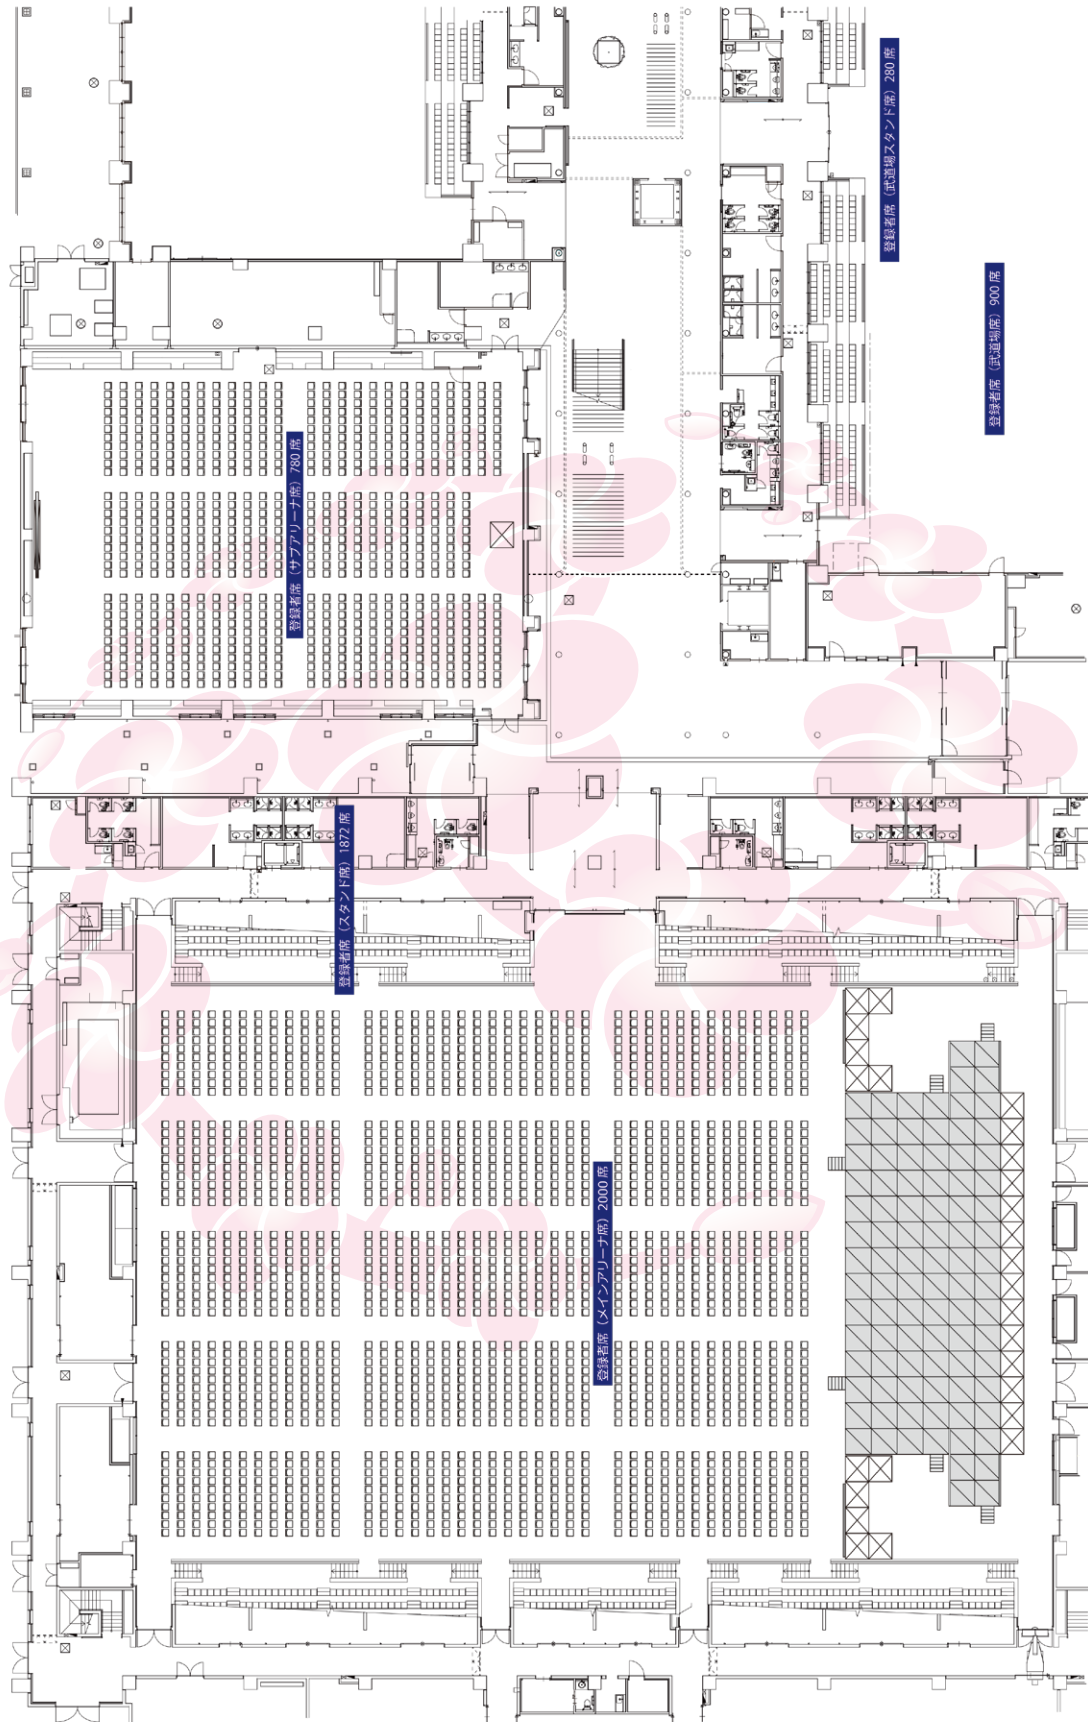 登録者席（武道場スタンド席）280 席
登録者席（武道場席）900 席
登録者席（サブアリーナ席）780 席
登録者席（スタンド席）1872 席
登録者席（メインアリーナ席）2000 席